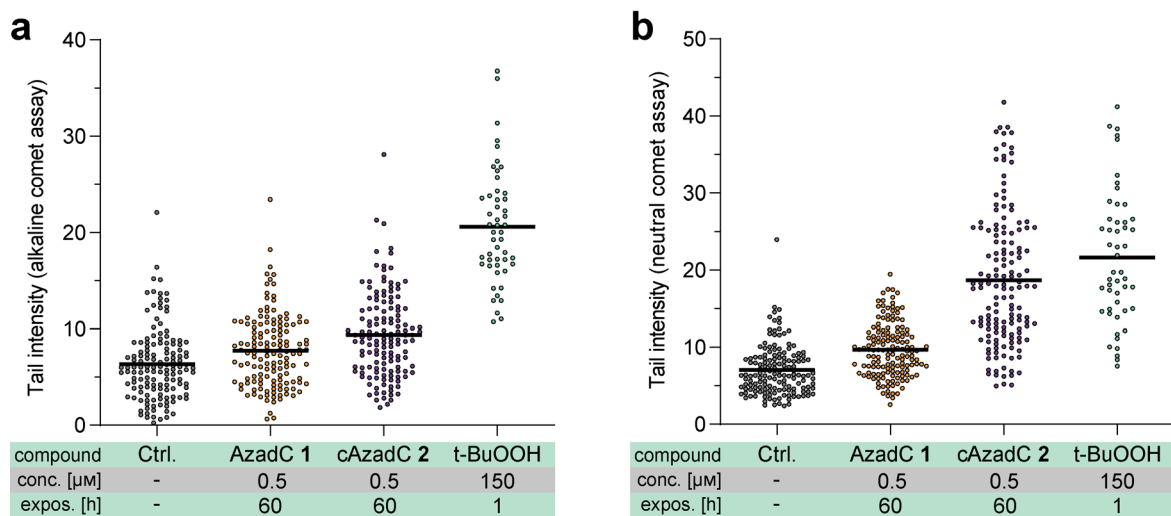 a
Tail intensity (alkaline comet assay)
40
30
20
10
0
compound Ctrl. AzadC 1 cAzadC 2 t-BuOOH
conc. [µM] - 0.5 0.5 150
expos. [h] - 60 60 1
b
Tail intensity (neutral comet assay)
50
40
30
20
10
0
compound Ctrl. AzadC 1 cAzadC 2 t-BuOOH
conc. [µM] - 0.5 0.5 150
expos. [h] - 60 60 1